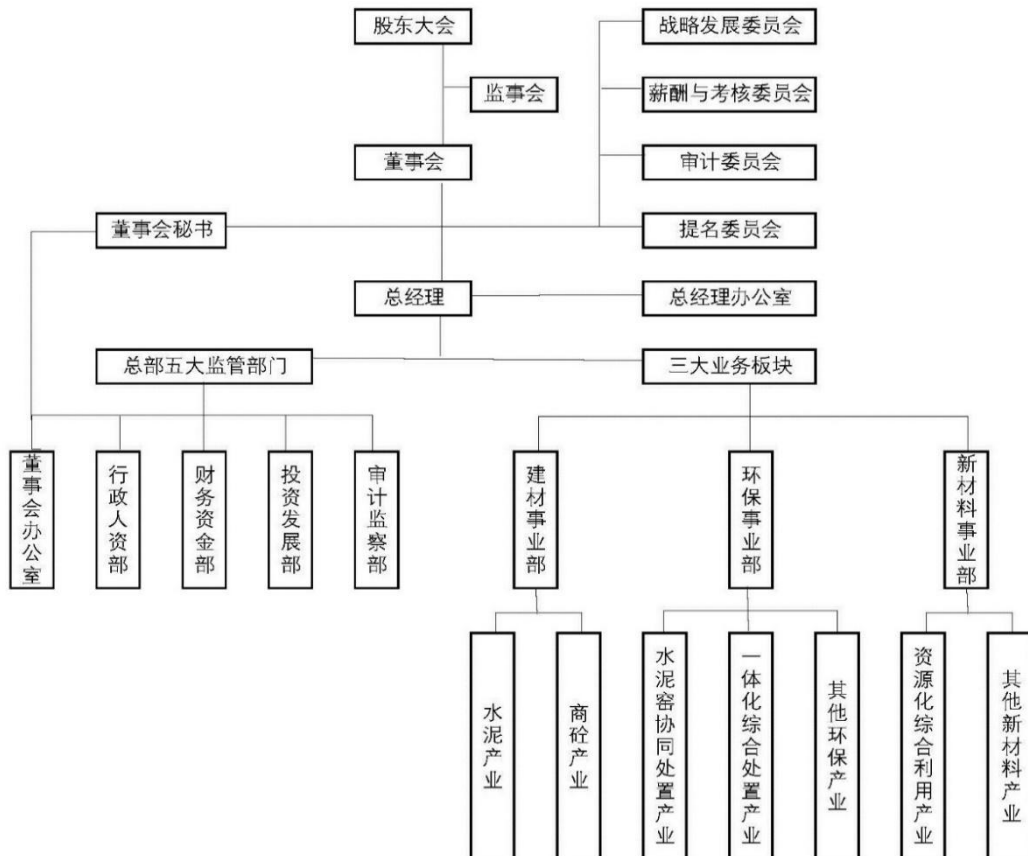 股东大会
战略发展委员会
监事会
薪酬与考核委员会
董事会
审计委员会
董事会秘书
提名委员会
总经理
总经理办公室
总部五大监管部门
三大业务板块
董事会办公室
行政人资部
财务资金部
投资发展部
审计监察部
建材事业部
环保事业部
新材料事业部
水泥产业
商砼产业
水泥窑协同处置产业
一体化综合处置产业
其他环保产业
资源化综合利用产业
其他新材料产业